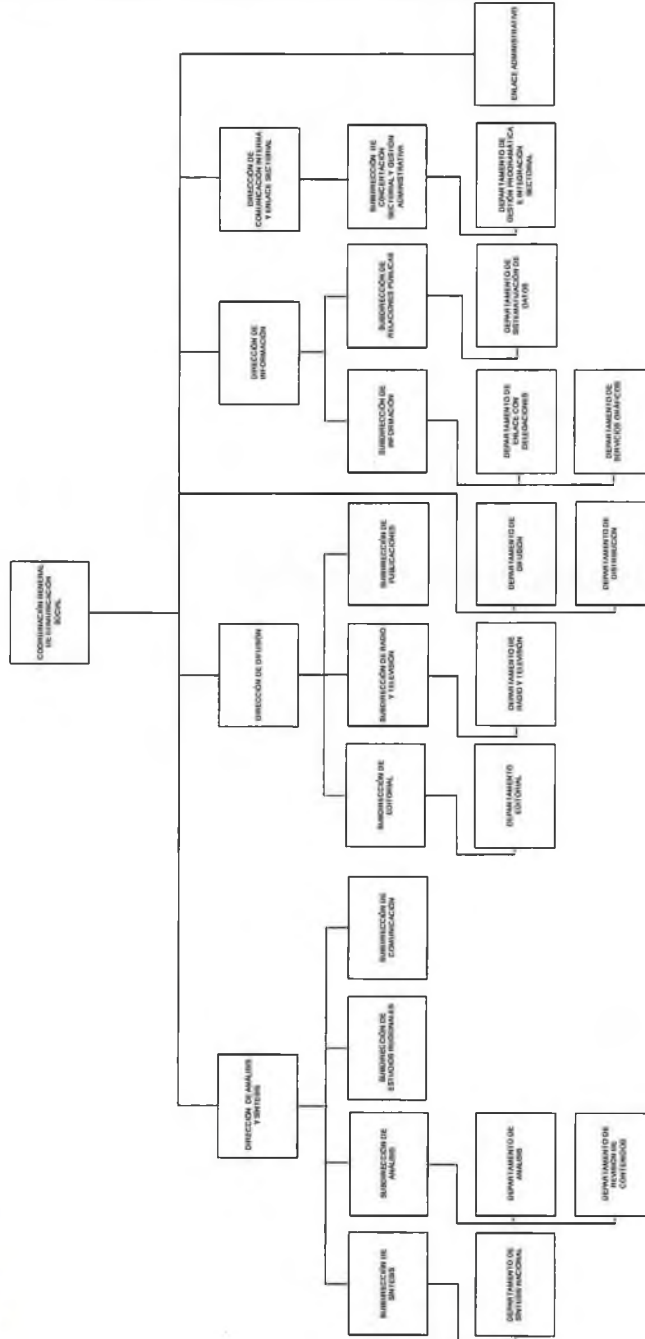 COORDINACIÓN GENERAL
DE COMUNICACIÓN
SOCIAL
DIRECCIÓN DE ANÁLISIS
Y SÍNTESIS
DIRECCIÓN DE DIFUSIÓN
DIRECCIÓN DE
INFORMACIÓN
DIRECCIÓN DE
COMUNICACIÓN INTERNA
Y ENLACE SECTORIAL
SUBDIRECCIÓN DE
SÍNTESIS
SUBDIRECCIÓN DE
ANÁLISIS
SUBDIRECCIÓN DE
ESTUDIOS REGIONALES
SUBDIRECCIÓN DE
COMUNICACIÓN
SUBDIRECCIÓN DE
EDITORIAL
SUBDIRECCIÓN DE RADIO
Y TELEVISIÓN
SUBDIRECCIÓN DE
PUBLICACIONES
SUBDIRECCIÓN DE
INFORMACIÓN
SUBDIRECCIÓN DE
RELACIONES PÚBLICAS
SUBDIRECCIÓN DE
CONCERTACIÓN
SECTORIAL Y GESTIÓN
ADMINISTRATIVA
DEPARTAMENTO DE
SÍNTESIS NACIONAL
DEPARTAMENTO DE
ANÁLISIS
DEPARTAMENTO
EDITORIAL
DEPARTAMENTO DE
RADIO Y TELEVISIÓN
DEPARTAMENTO DE
DIFUSIÓN
DEPARTAMENTO DE
ENLACE CON
DELEGACIONES
DEPARTAMENTO DE
SISTEMATIZACIÓN DE
DATOS
DEPARTAMENTO DE
GESTIÓN PROGRAMÁTICA
E INTEGRACIÓN
SECTORIAL
ENLACE ADMINISTRATIVO
DEPARTAMENTO DE
REVISIÓN DE
CONTENIDOS
DEPARTAMENTO DE
DISTRIBUCIÓN
DEPARTAMENTO DE
SERVICIOS GRÁFICOS